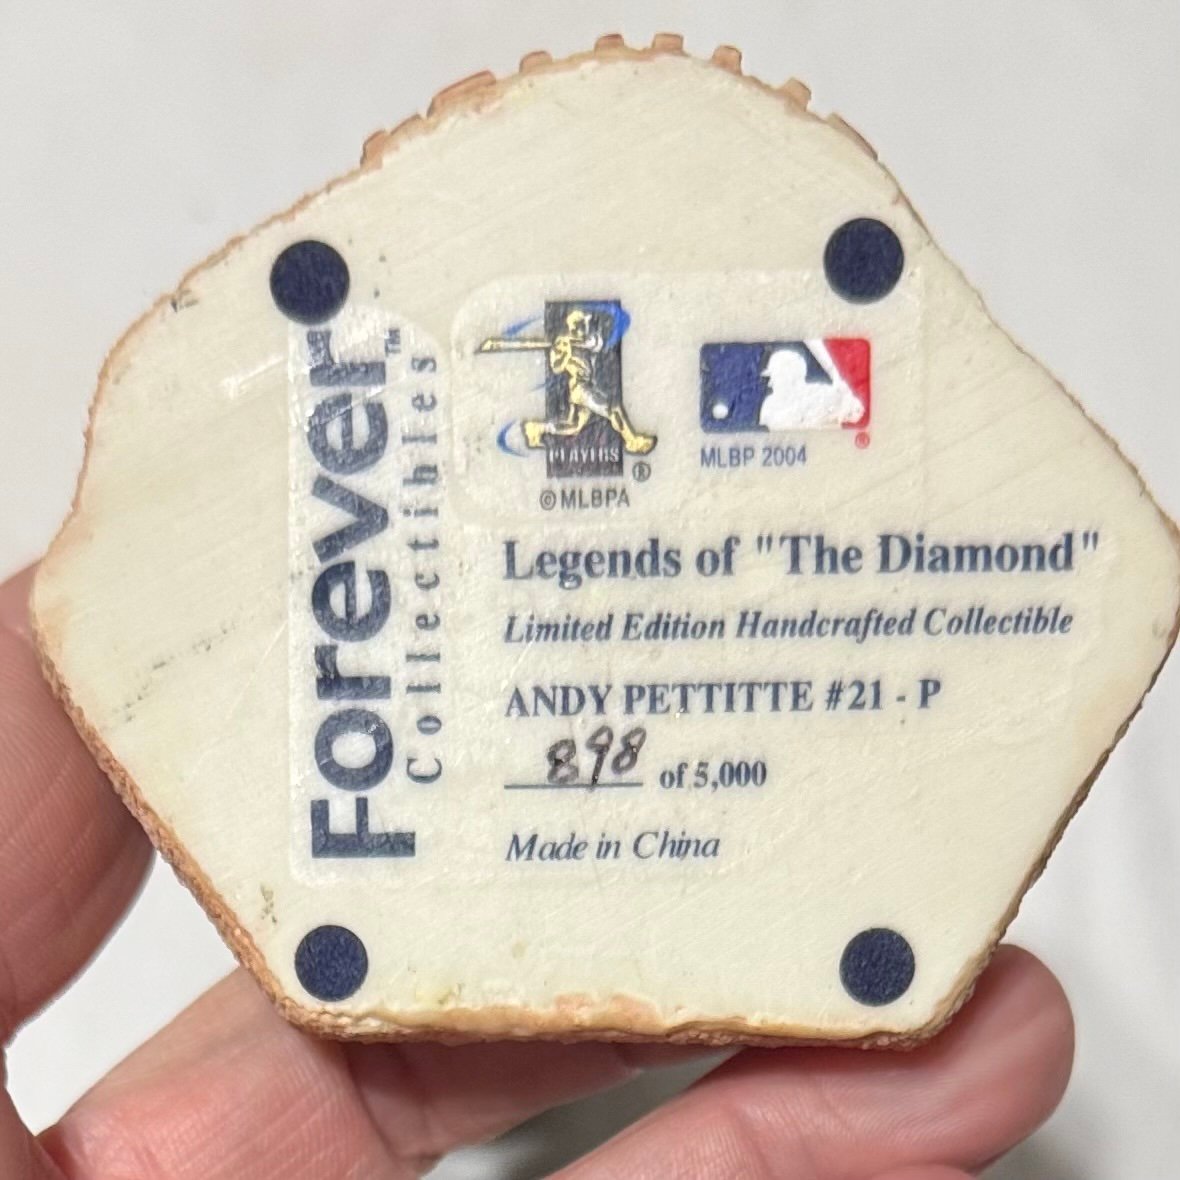 Forever™
Collectibles
PLAYERS
®
©MLBPA
®
MLBP 2004
Legends of "The Diamond"
Limited Edition Handcrafted Collectible
ANDY PETTITTE #21 - P
898 of 5,000
Made in China